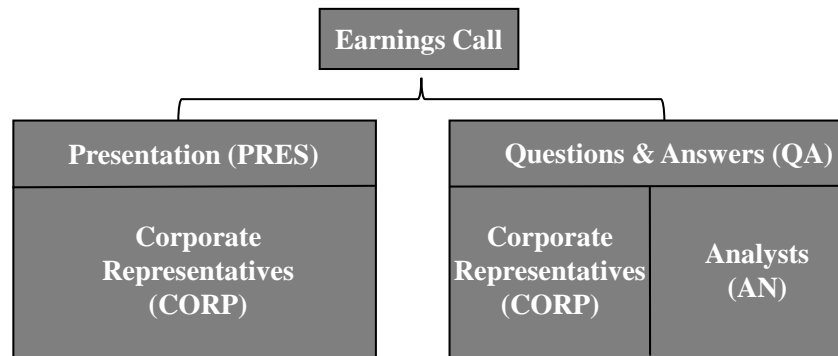 Earnings Call
Presentation (PRES)
Corporate
Representatives
(CORP)
Questions & Answers (QA)
Corporate
Representatives
(CORP)
Analysts
(AN)